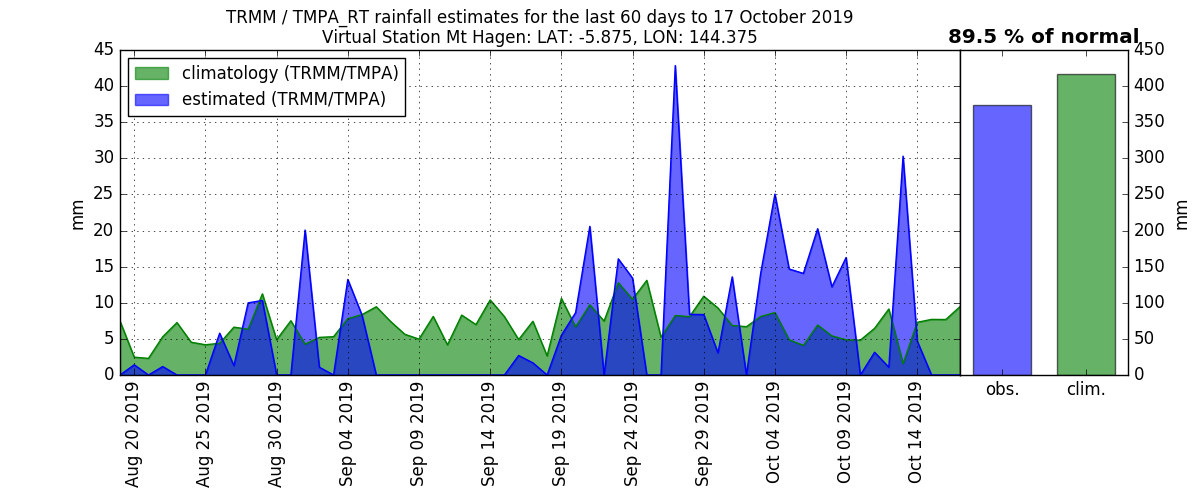 TRMM / TMPA_RT rainfall estimates for the last 60 days to 17 October 2019
Virtual Station Mt Hagen: LAT: -5.875, LON: 144.375
89.5 % of normal
climatology (TRMM/TMPA)
estimated (TRMM/TMPA)
45
40
35
30
25
20
15
10
5
0
mm
Aug 20 2019
Aug 25 2019
Aug 30 2019
Sep 04 2019
Sep 09 2019
Sep 14 2019
Sep 19 2019
Sep 24 2019
Sep 29 2019
Oct 04 2019
Oct 09 2019
Oct 14 2019
obs.
clim.
450
400
350
300
250
200
150
100
50
0
mm